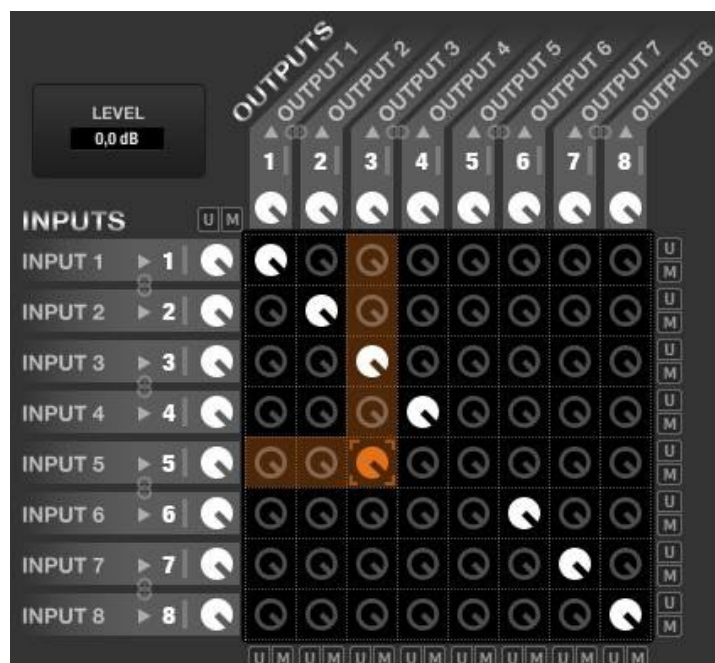 OUTPUTS
OUTPUT 1
OUTPUT 2
OUTPUT 3
OUTPUT 4
OUTPUT 5
OUTPUT 6
OUTPUT 7
OUTPUT 8
LEVEL
0,0 dB
1 2 3 4 5 6 7 8
INPUTS U M
INPUT 1 1 U M
INPUT 2 2 U M
INPUT 3 3 U M
INPUT 4 4 U M
INPUT 5 5 U M
INPUT 6 6 U M
INPUT 7 7 U M
INPUT 8 8 U M
U M U M U M U M U M U M U M U M